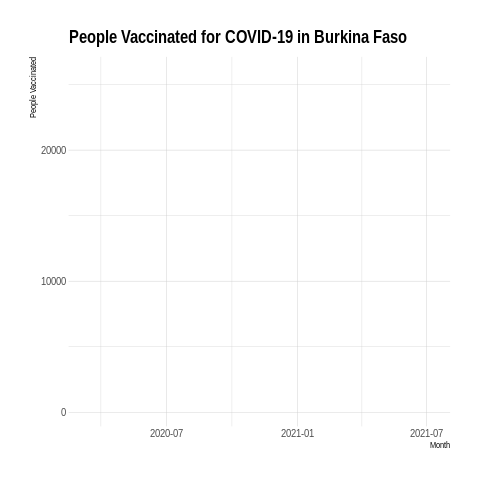 People Vaccinated for COVID-19 in Burkina Faso
People Vaccinated
20000
10000
0
2020-07 2021-01 2021-07
Month